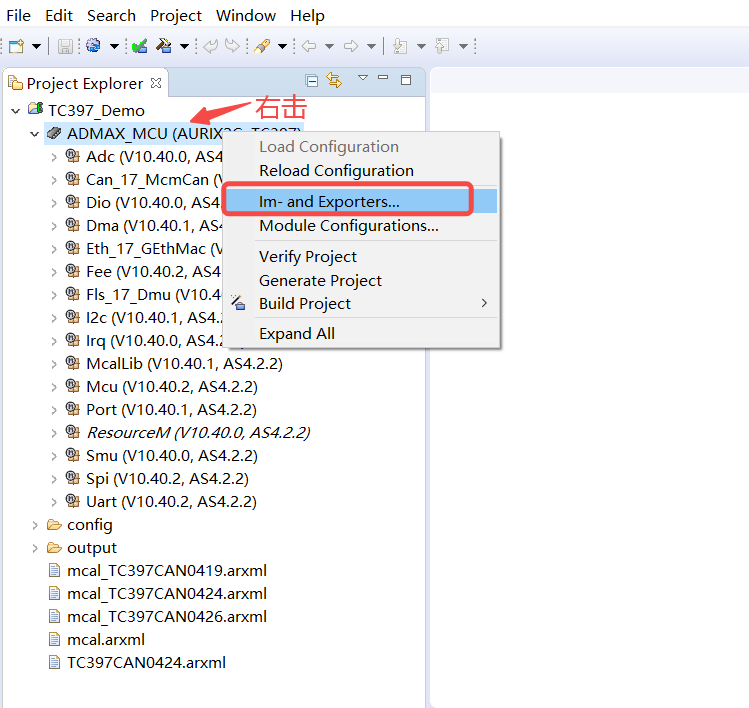 File Edit Search Project Window Help
Project Explorer
TC397_Demo
右击
ADMAX_MCU (AURIX2G, TC397)
Load Configuration
Adc (V10.40.0, AS4
Reload Configuration
Can_17_McmCan (
Im- and Exporters...
Dio (V10.40.0, AS4.
Module Configurations...
Dma (V10.40.1, AS4
Eth_17_GEthMac (V
Verify Project
Fee (V10.40.2, AS4.
Generate Project
Fls_17_Dmu (V10.4
Build Project
I2c (V10.40.1, AS4.2
Expand All
Irq (V10.40.0, AS4.2
McalLib (V10.40.1, AS4.2.2)
Mcu (V10.40.2, AS4.2.2)
Port (V10.40.1, AS4.2.2)
ResourceM (V10.40.0, AS4.2.2)
Smu (V10.40.0, AS4.2.2)
Spi (V10.40.2, AS4.2.2)
Uart (V10.40.2, AS4.2.2)
config
output
mcal_TC397CAN0419.arxml
mcal_TC397CAN0424.arxml
mcal_TC397CAN0426.arxml
mcal.arxml
TC397CAN0424.arxml